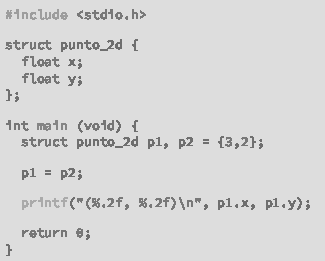 #include <stdio.h>
struct punto_2d {
float x;
float y;
};
int main (void) {
struct punto_2d p1, p2 = {3,2};
p1 = p2;
printf("(%.2f, %.2f)\n", p1.x, p1.y);
return 0;
}